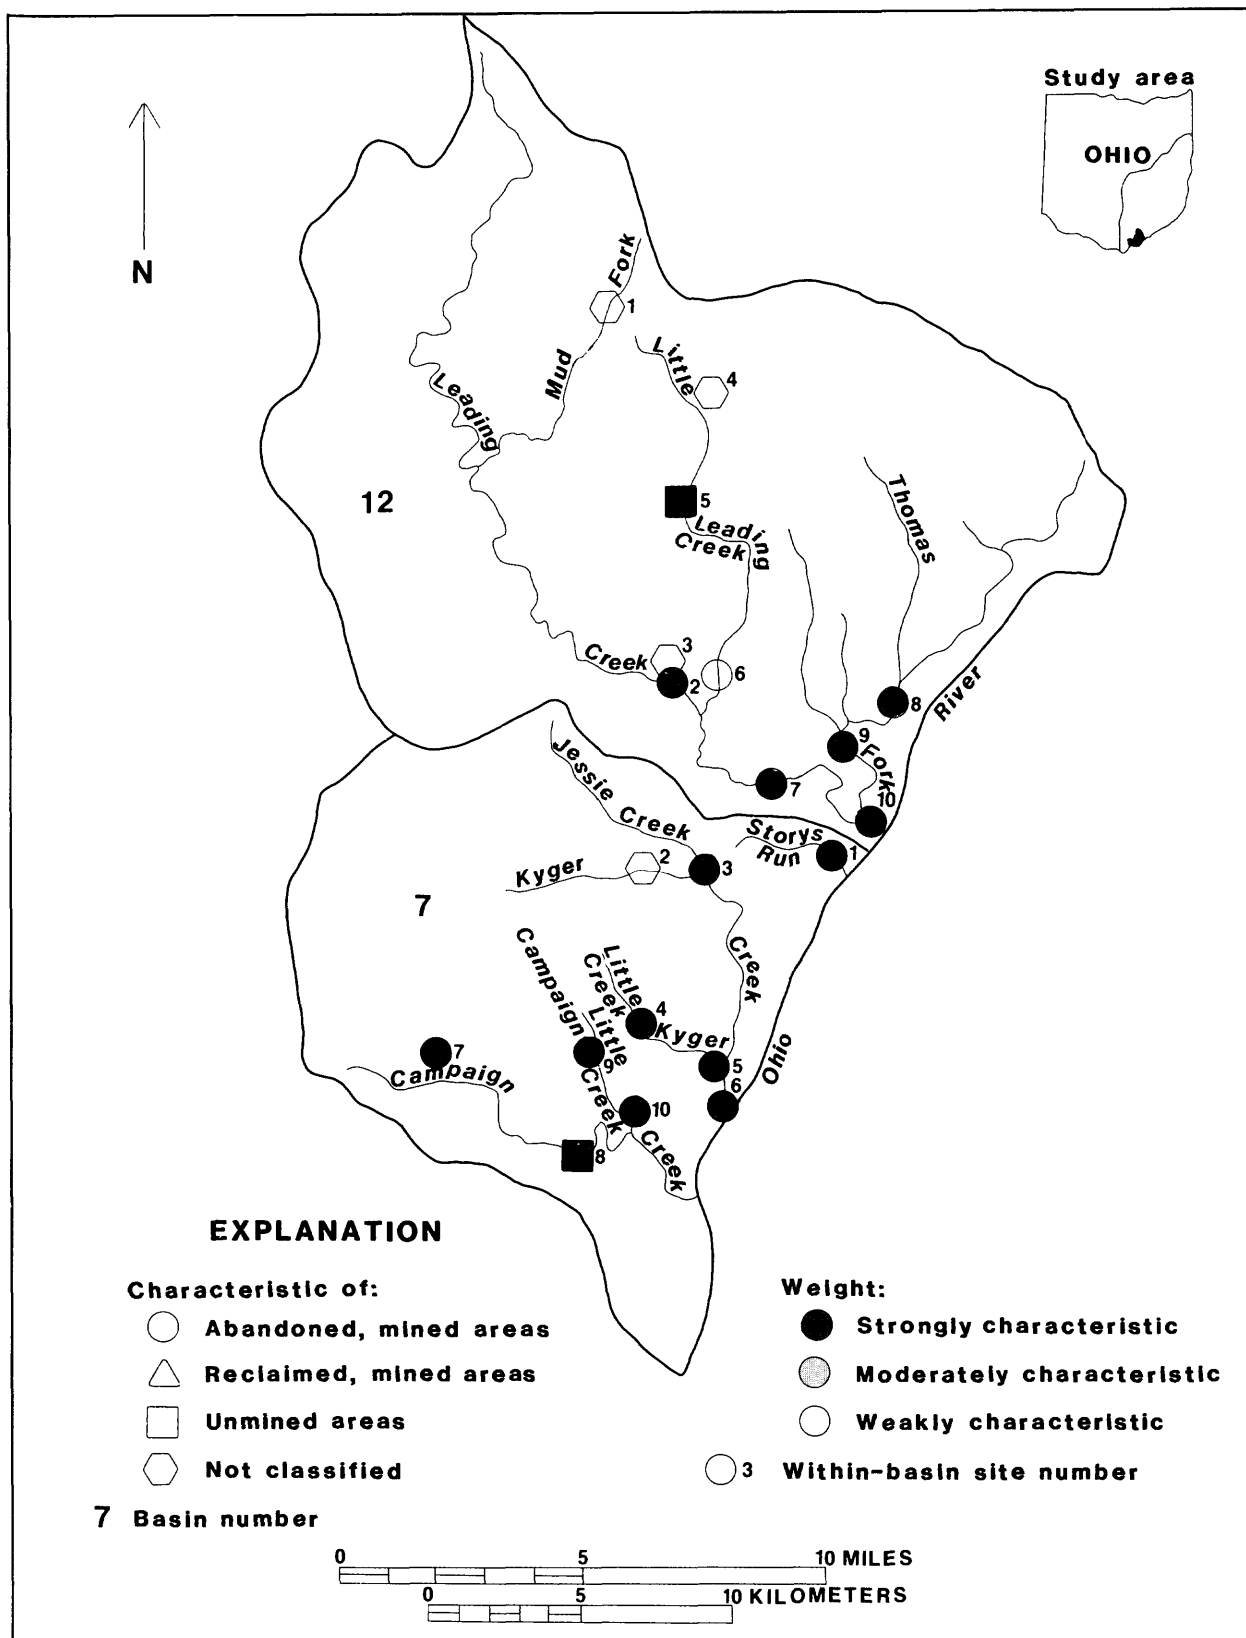 Study area
OHIO
N
Fork
1
Mud
Little
4
Leading
12
5
Leading
Creek
Thomas
Creek
3
2
6
River
8
9
Fork
7
10
Jessie Creek
Storys
Run
1
Kyger
2
3
7
Creek
Campaign
Little
Creek
4
Little
Kyger
Ohio
7
9
5
6
Campaign
Creek
10
8
Creek
EXPLANATION
Characteristic of:
Abandoned, mined areas
Reclaimed, mined areas
Unmined areas
Not classified
7 Basin number
Weight:
Strongly characteristic
Moderately characteristic
Weakly characteristic
3 Within-basin site number
0 5 10 MILES
0 5 10 KILOMETERS